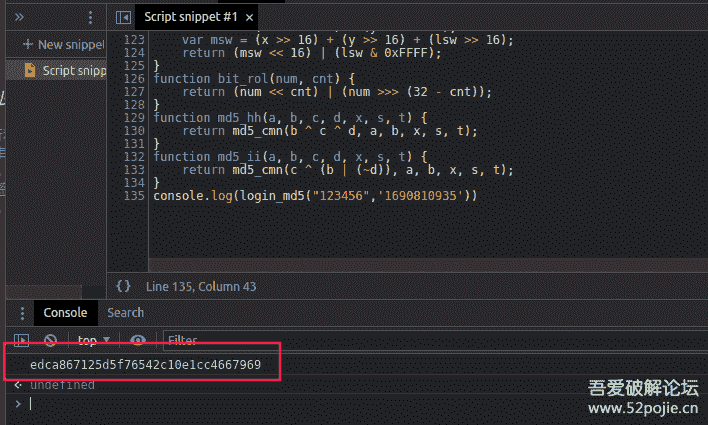 Script snippet #1 ×
+ New snippet
Script snipp
123 var msw = (x >> 16) + (y >> 16) + (lsw >> 16);
124 return (msw << 16) | (lsw & 0xFFFF);
125 }
126 function bit_rol(num, cnt) {
127 return (num << cnt) | (num >>> (32 - cnt));
128 }
129 function md5_hh(a, b, c, d, x, s, t) {
130 return md5_cmn(b ^ c ^ d, a, b, x, s, t);
131 }
132 function md5_ii(a, b, c, d, x, s, t) {
133 return md5_cmn(c ^ (b | (~d)), a, b, x, s, t);
134 }
135 console.log(login_md5("123456",'1690810935'))
{} Line 135, Column 43
Console Search
top Filter
edca867125d5f76542c10e1cc4667969
undefined
吾爱破解论坛
www.52pojie.cn